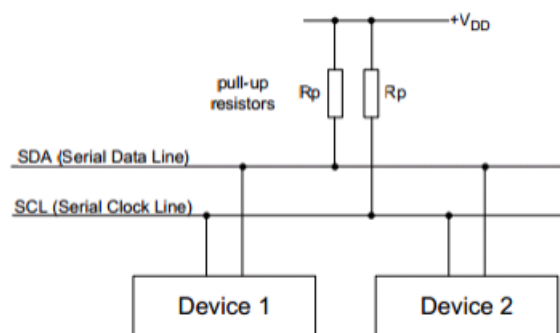 +VDD
pull-up
resistors
Rp
Rp
SDA (Serial Data Line)
SCL (Serial Clock Line)
Device 1
Device 2